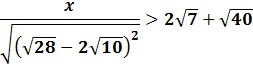 x / √((√28 − 2√10)²) > 2√7 + √40